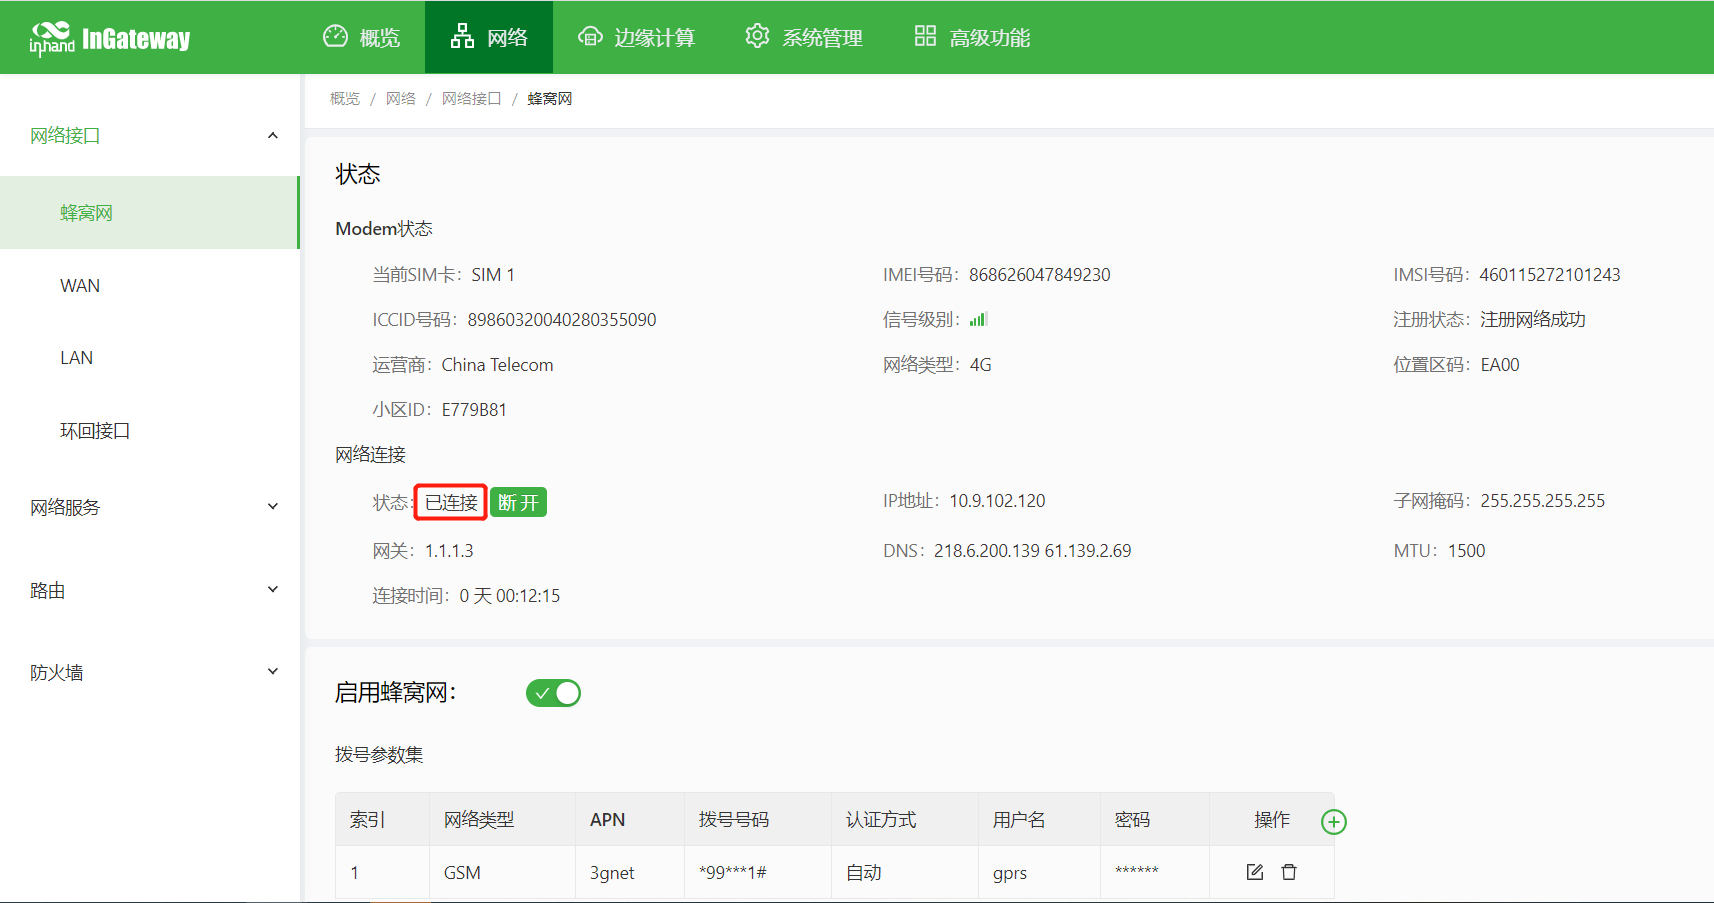 inhand InGateway
概览
网络
边缘计算
系统管理
高级功能
概览 / 网络 / 网络接口 / 蜂窝网
网络接口
蜂窝网
WAN
LAN
环回接口
网络服务
路由
防火墙
状态
Modem状态
当前SIM卡: SIM 1
IMEI号码: 868626047849230
IMSI号码: 460115272101243
ICCID号码: 89860320040280355090
信号级别:
注册状态: 注册网络成功
运营商: China Telecom
网络类型: 4G
位置区码: EA00
小区ID: E779B81
网络连接
状态: 已连接 断开
IP地址: 10.9.102.120
子网掩码: 255.255.255.255
网关: 1.1.1.3
DNS: 218.6.200.139 61.139.2.69
MTU: 1500
连接时间: 0 天 00:12:15
启用蜂窝网:
拨号参数集
索引 网络类型 APN 拨号号码 认证方式 用户名 密码 操作
1 GSM 3gnet *99***1# 自动 gprs ******